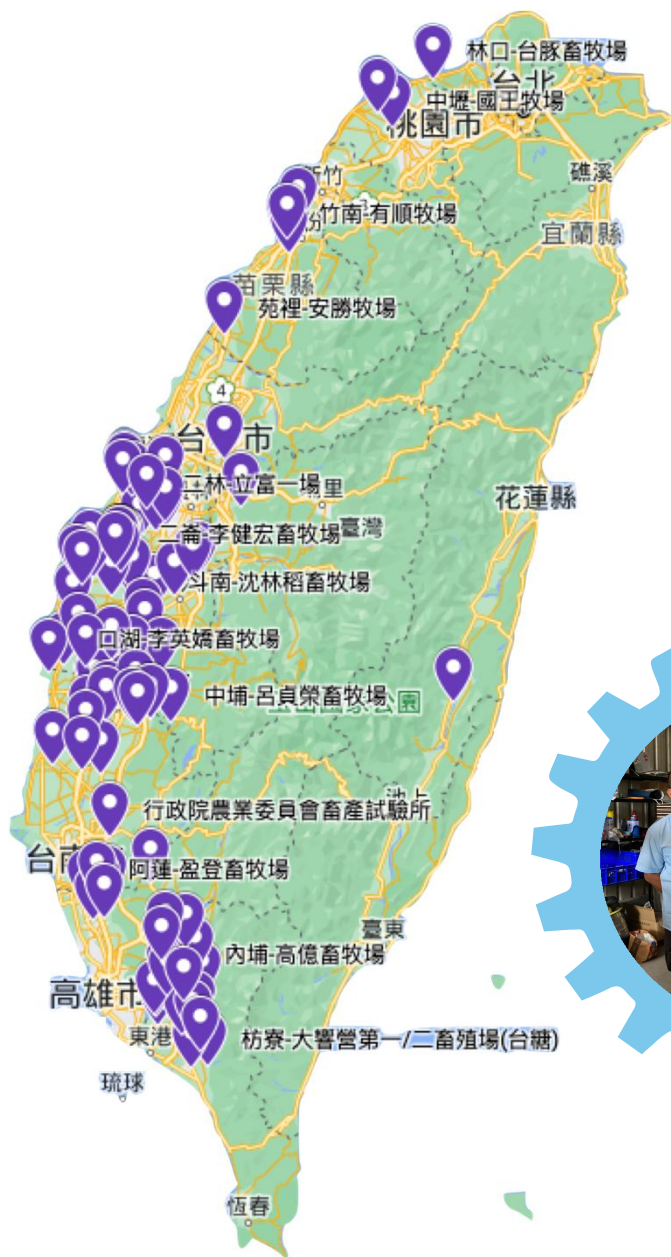 林口-台豚畜牧場
台北
中壢-國王牧場
桃園市
礁溪
新竹
3
竹南-有順牧場
宜蘭縣
苗栗縣
苑裡-安勝牧場
4
台 市
二林-立富一場
里
花蓮縣
二崙-李健宏畜牧場
臺灣
斗南-沈林稻畜牧場
口湖-李英嬌畜牧場
中埔-呂貞榮畜牧場
公園
池上
行政院農業委員會畜產試驗所
台南
阿蓮-盈登畜牧場
臺東
內埔-高億畜牧場
高雄市
東港
枋寮-大響營第一/二畜殖場(台糖)
琉球
恆春